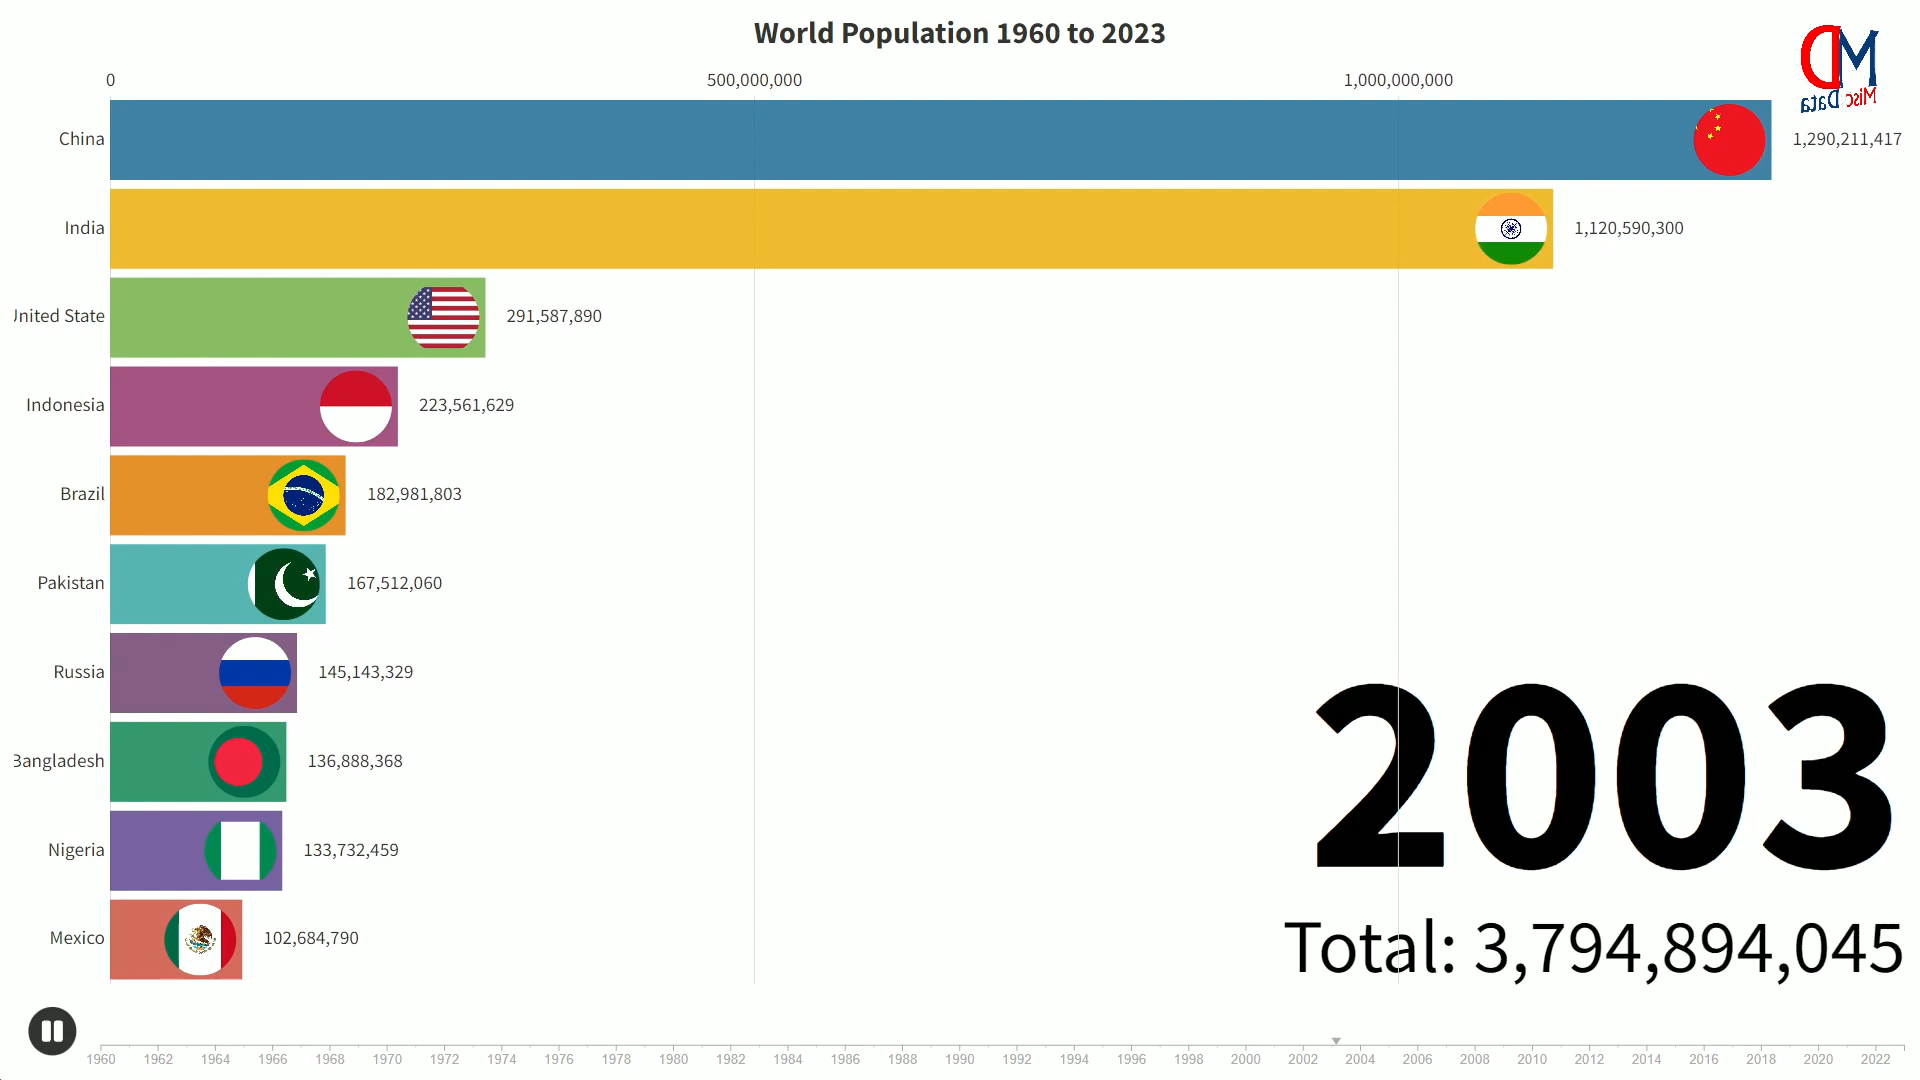 World Population 1960 to 2023
MD
Misc Data
0 500,000,000 1,000,000,000
China 1,290,211,417
India 1,120,590,300
United State 291,587,890
Indonesia 223,561,629
Brazil 182,981,803
Pakistan 167,512,060
Russia 145,143,329
Bangladesh 136,888,368
Nigeria 133,732,459
Mexico 102,684,790
2003
Total: 3,794,894,045
1960 1962 1964 1966 1968 1970 1972 1974 1976 1978 1980 1982 1984 1986 1988 1990 1992 1994 1996 1998 2000 2002 2004 2006 2008 2010 2012 2014 2016 2018 2020 2022